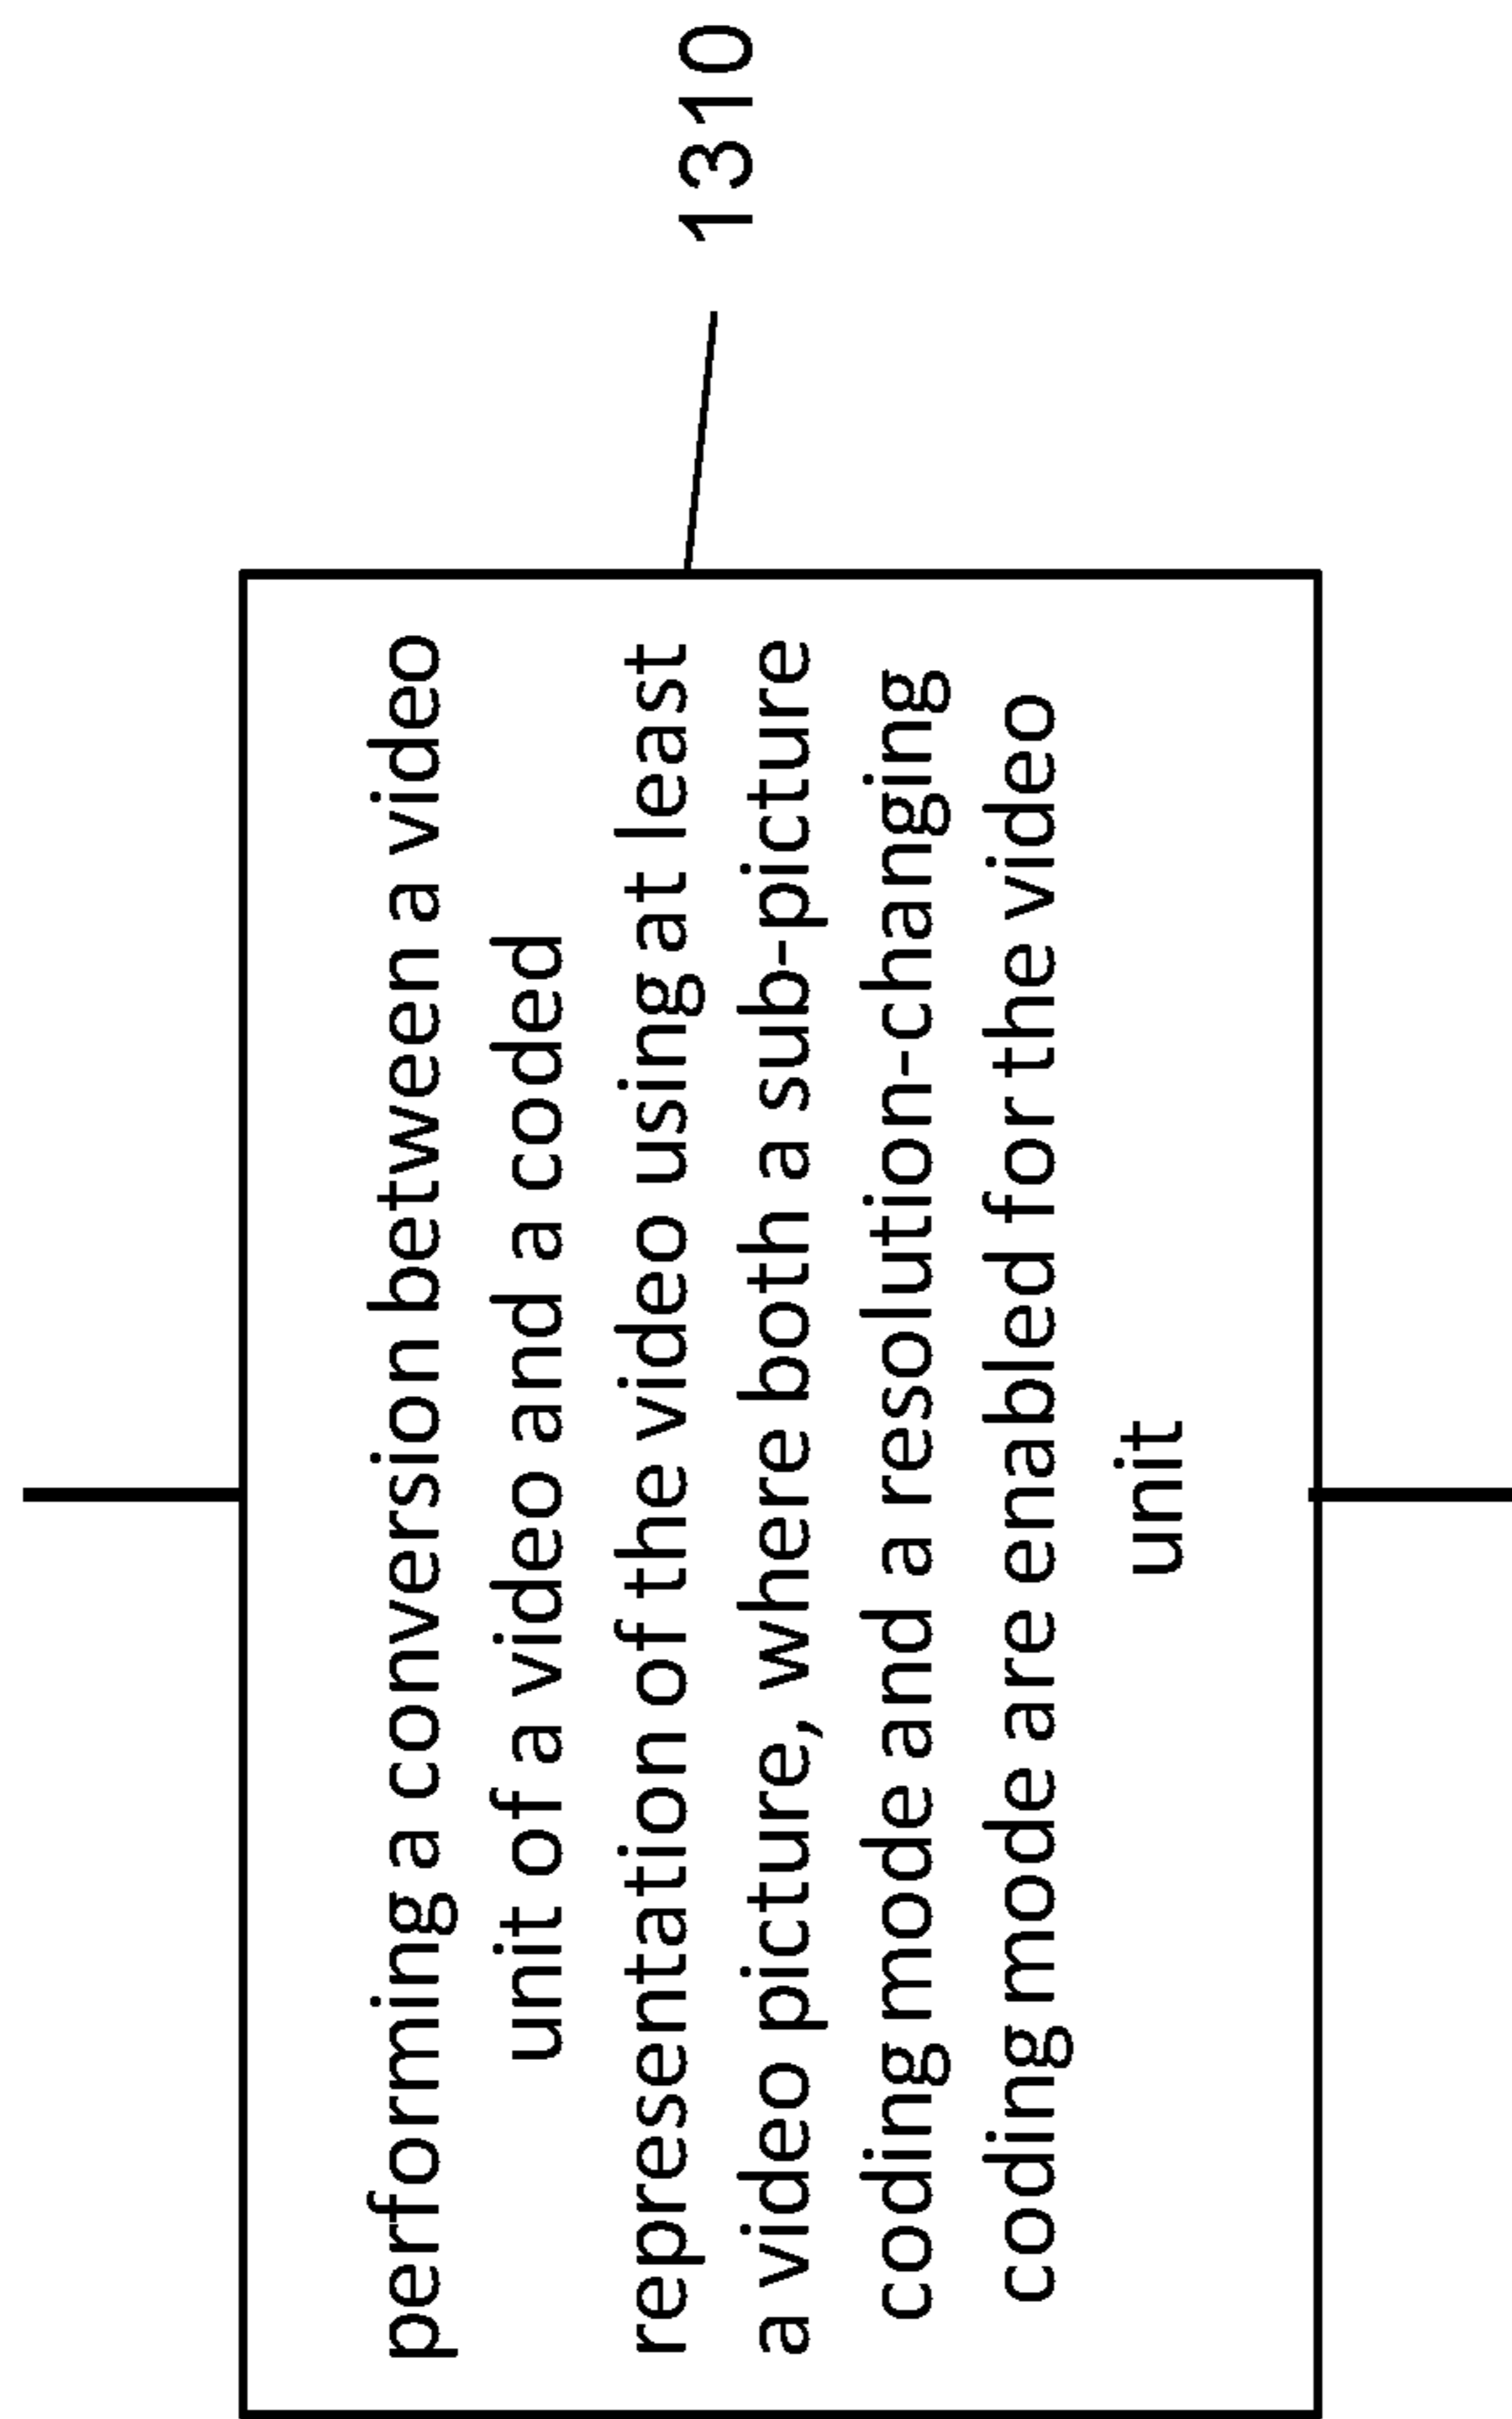 performing a conversion between a video
unit of a video and a coded
representation of the video using at least
a video picture, where both a sub-picture
coding mode and a resolution-changing
coding mode are enabled for the video
unit
1310